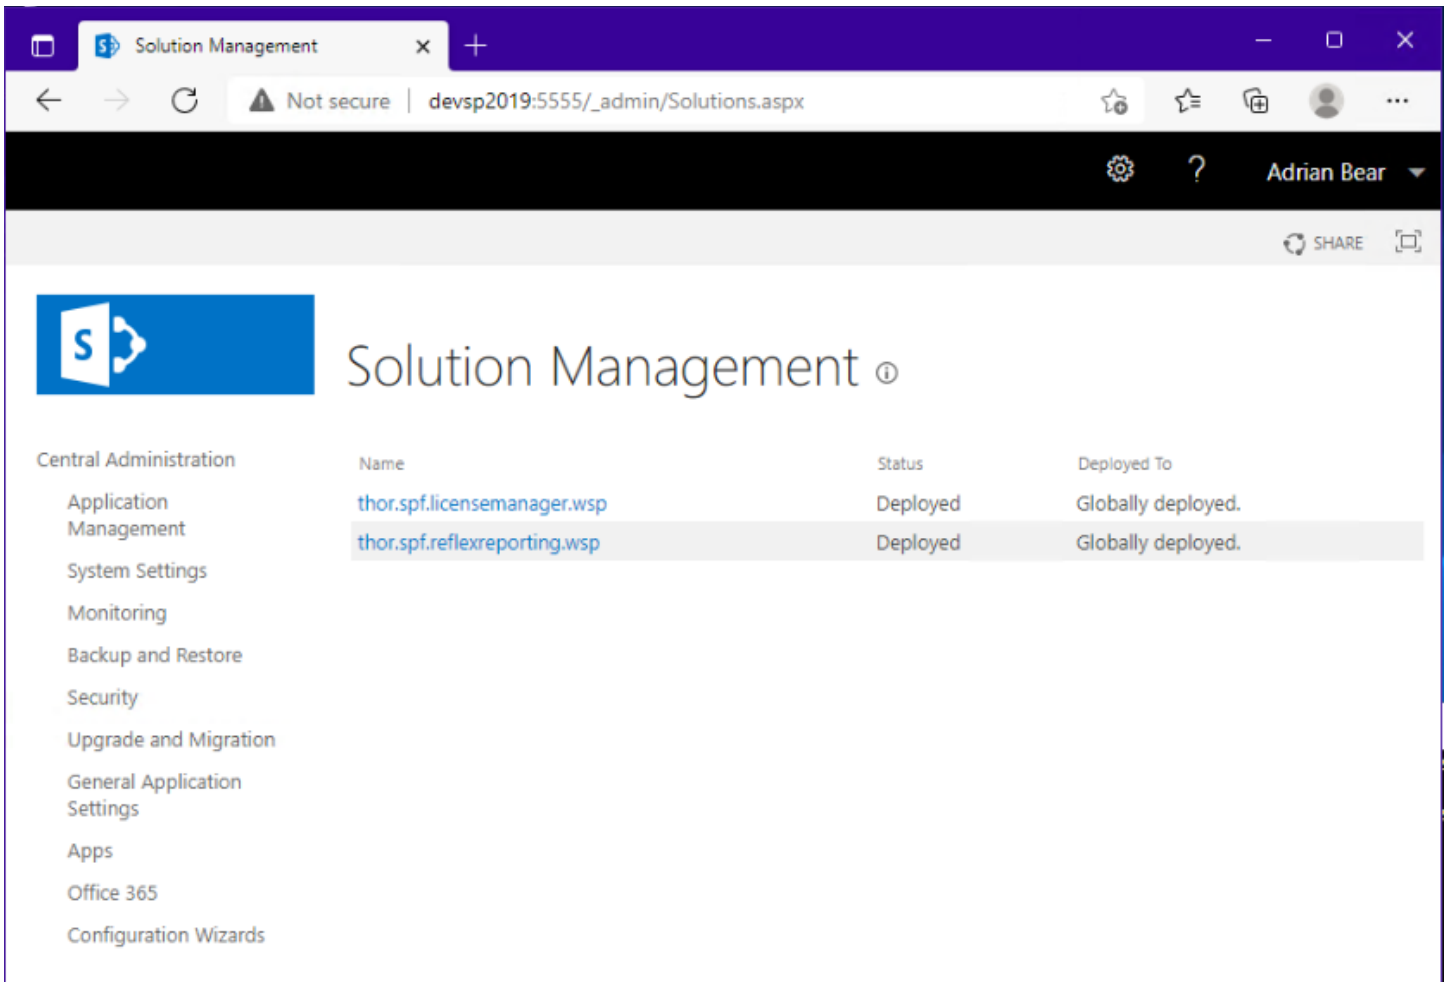 Solution Management
Not secure | devsp2019:5555/_admin/Solutions.aspx
? Adrian Bear
SHARE
S
Solution Management
Central Administration
Application
Management
System Settings
Monitoring
Backup and Restore
Security
Upgrade and Migration
General Application
Settings
Apps
Office 365
Configuration Wizards
Name Status Deployed To
thor.spf.licensemanager.wsp Deployed Globally deployed.
thor.spf.reflexreporting.wsp Deployed Globally deployed.